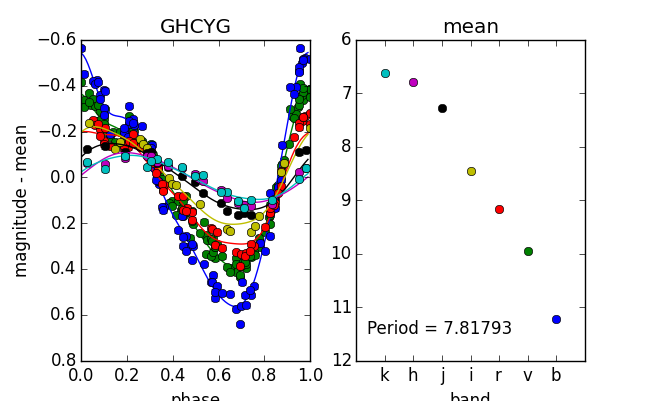 GHCYG
mean
−0.6
−0.4
−0.2
0.0
0.2
0.4
0.6
0.8
magnitude - mean
0.0 0.2 0.4 0.6 0.8 1.0
phase
6
7
8
9
10
11
12
Period = 7.81793
k h j i r v b
band